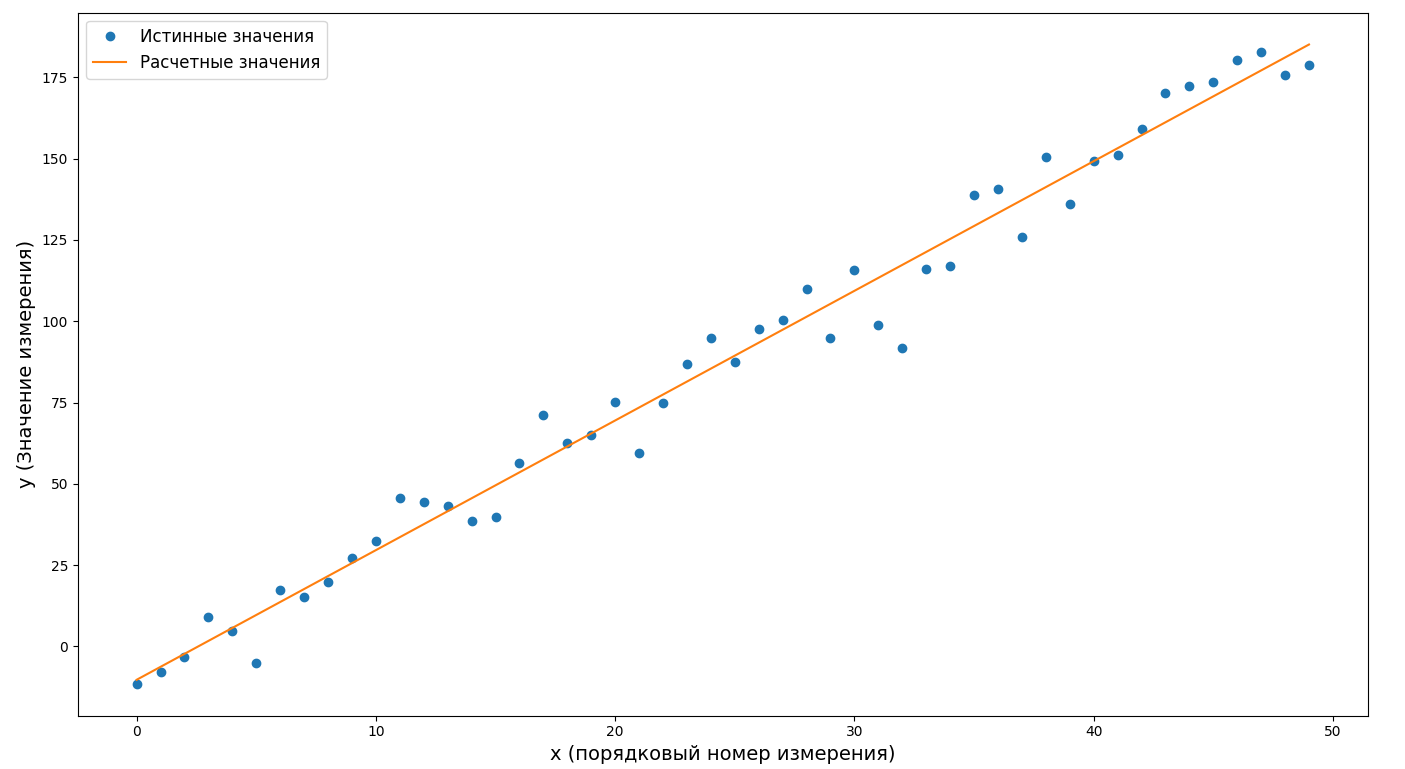 Истинные значения
Расчетные значения
175
150
125
100
75
50
25
0
y (Значение измерения)
0 10 20 30 40 50
x (порядковый номер измерения)